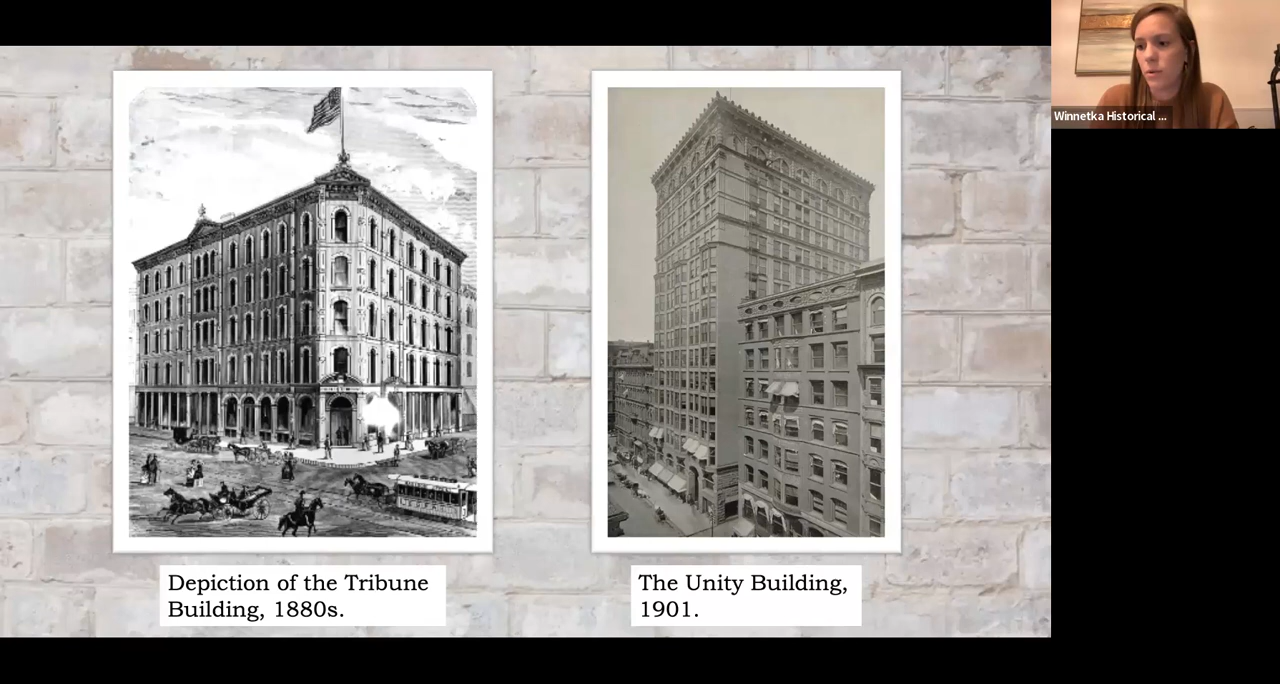 Depiction of the Tribune
Building, 1880s.
The Unity Building,
1901.
Winnetka Historical ...